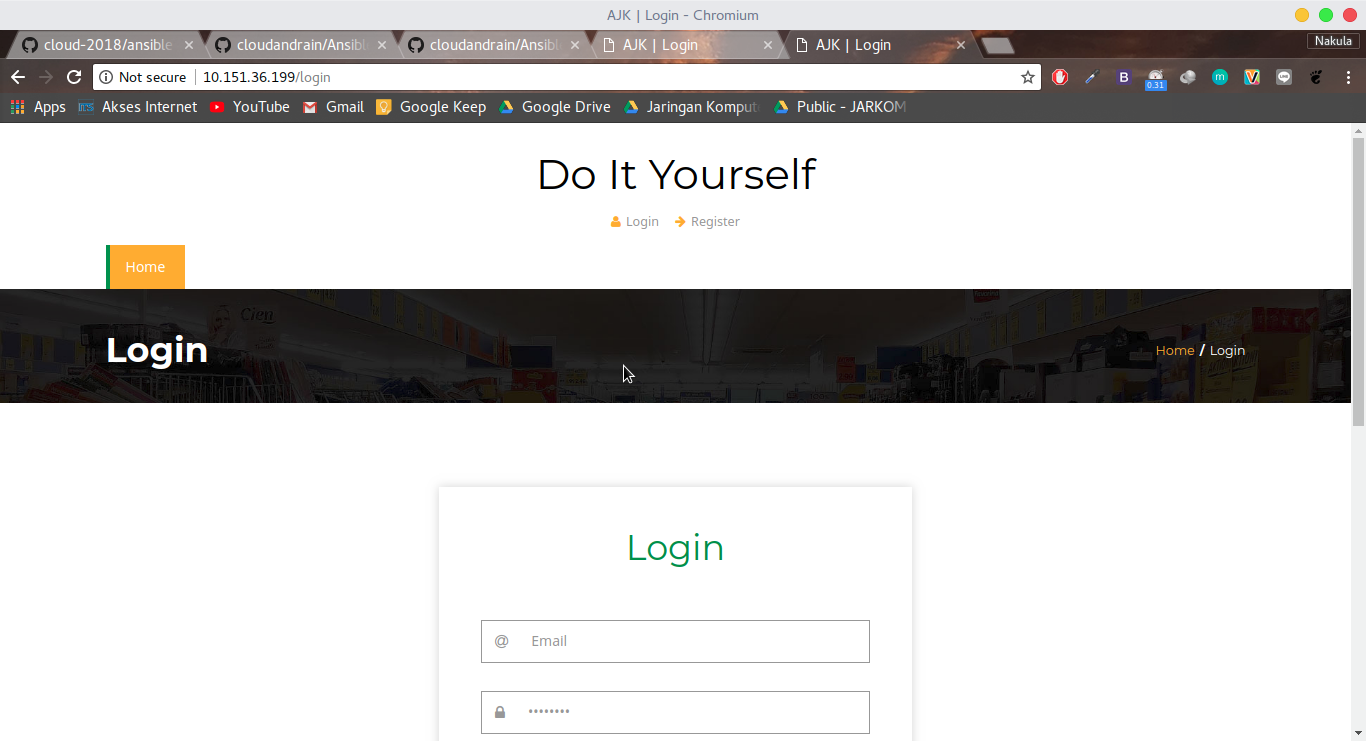 AJK | Login - Chromium
cloud-2018/ansible
cloudandrain/Ansibl
cloudandrain/Ansibl
AJK | Login
AJK | Login
Nakula
Not secure
10.151.36.199/login
0.31
Apps
Akses Internet
YouTube
Gmail
Google Keep
Google Drive
Jaringan Komput
Public - JARKOM
Do It Yourself
Login
Register
Home
Cien
Login
Home / Login
Login
@ Email
••••••••